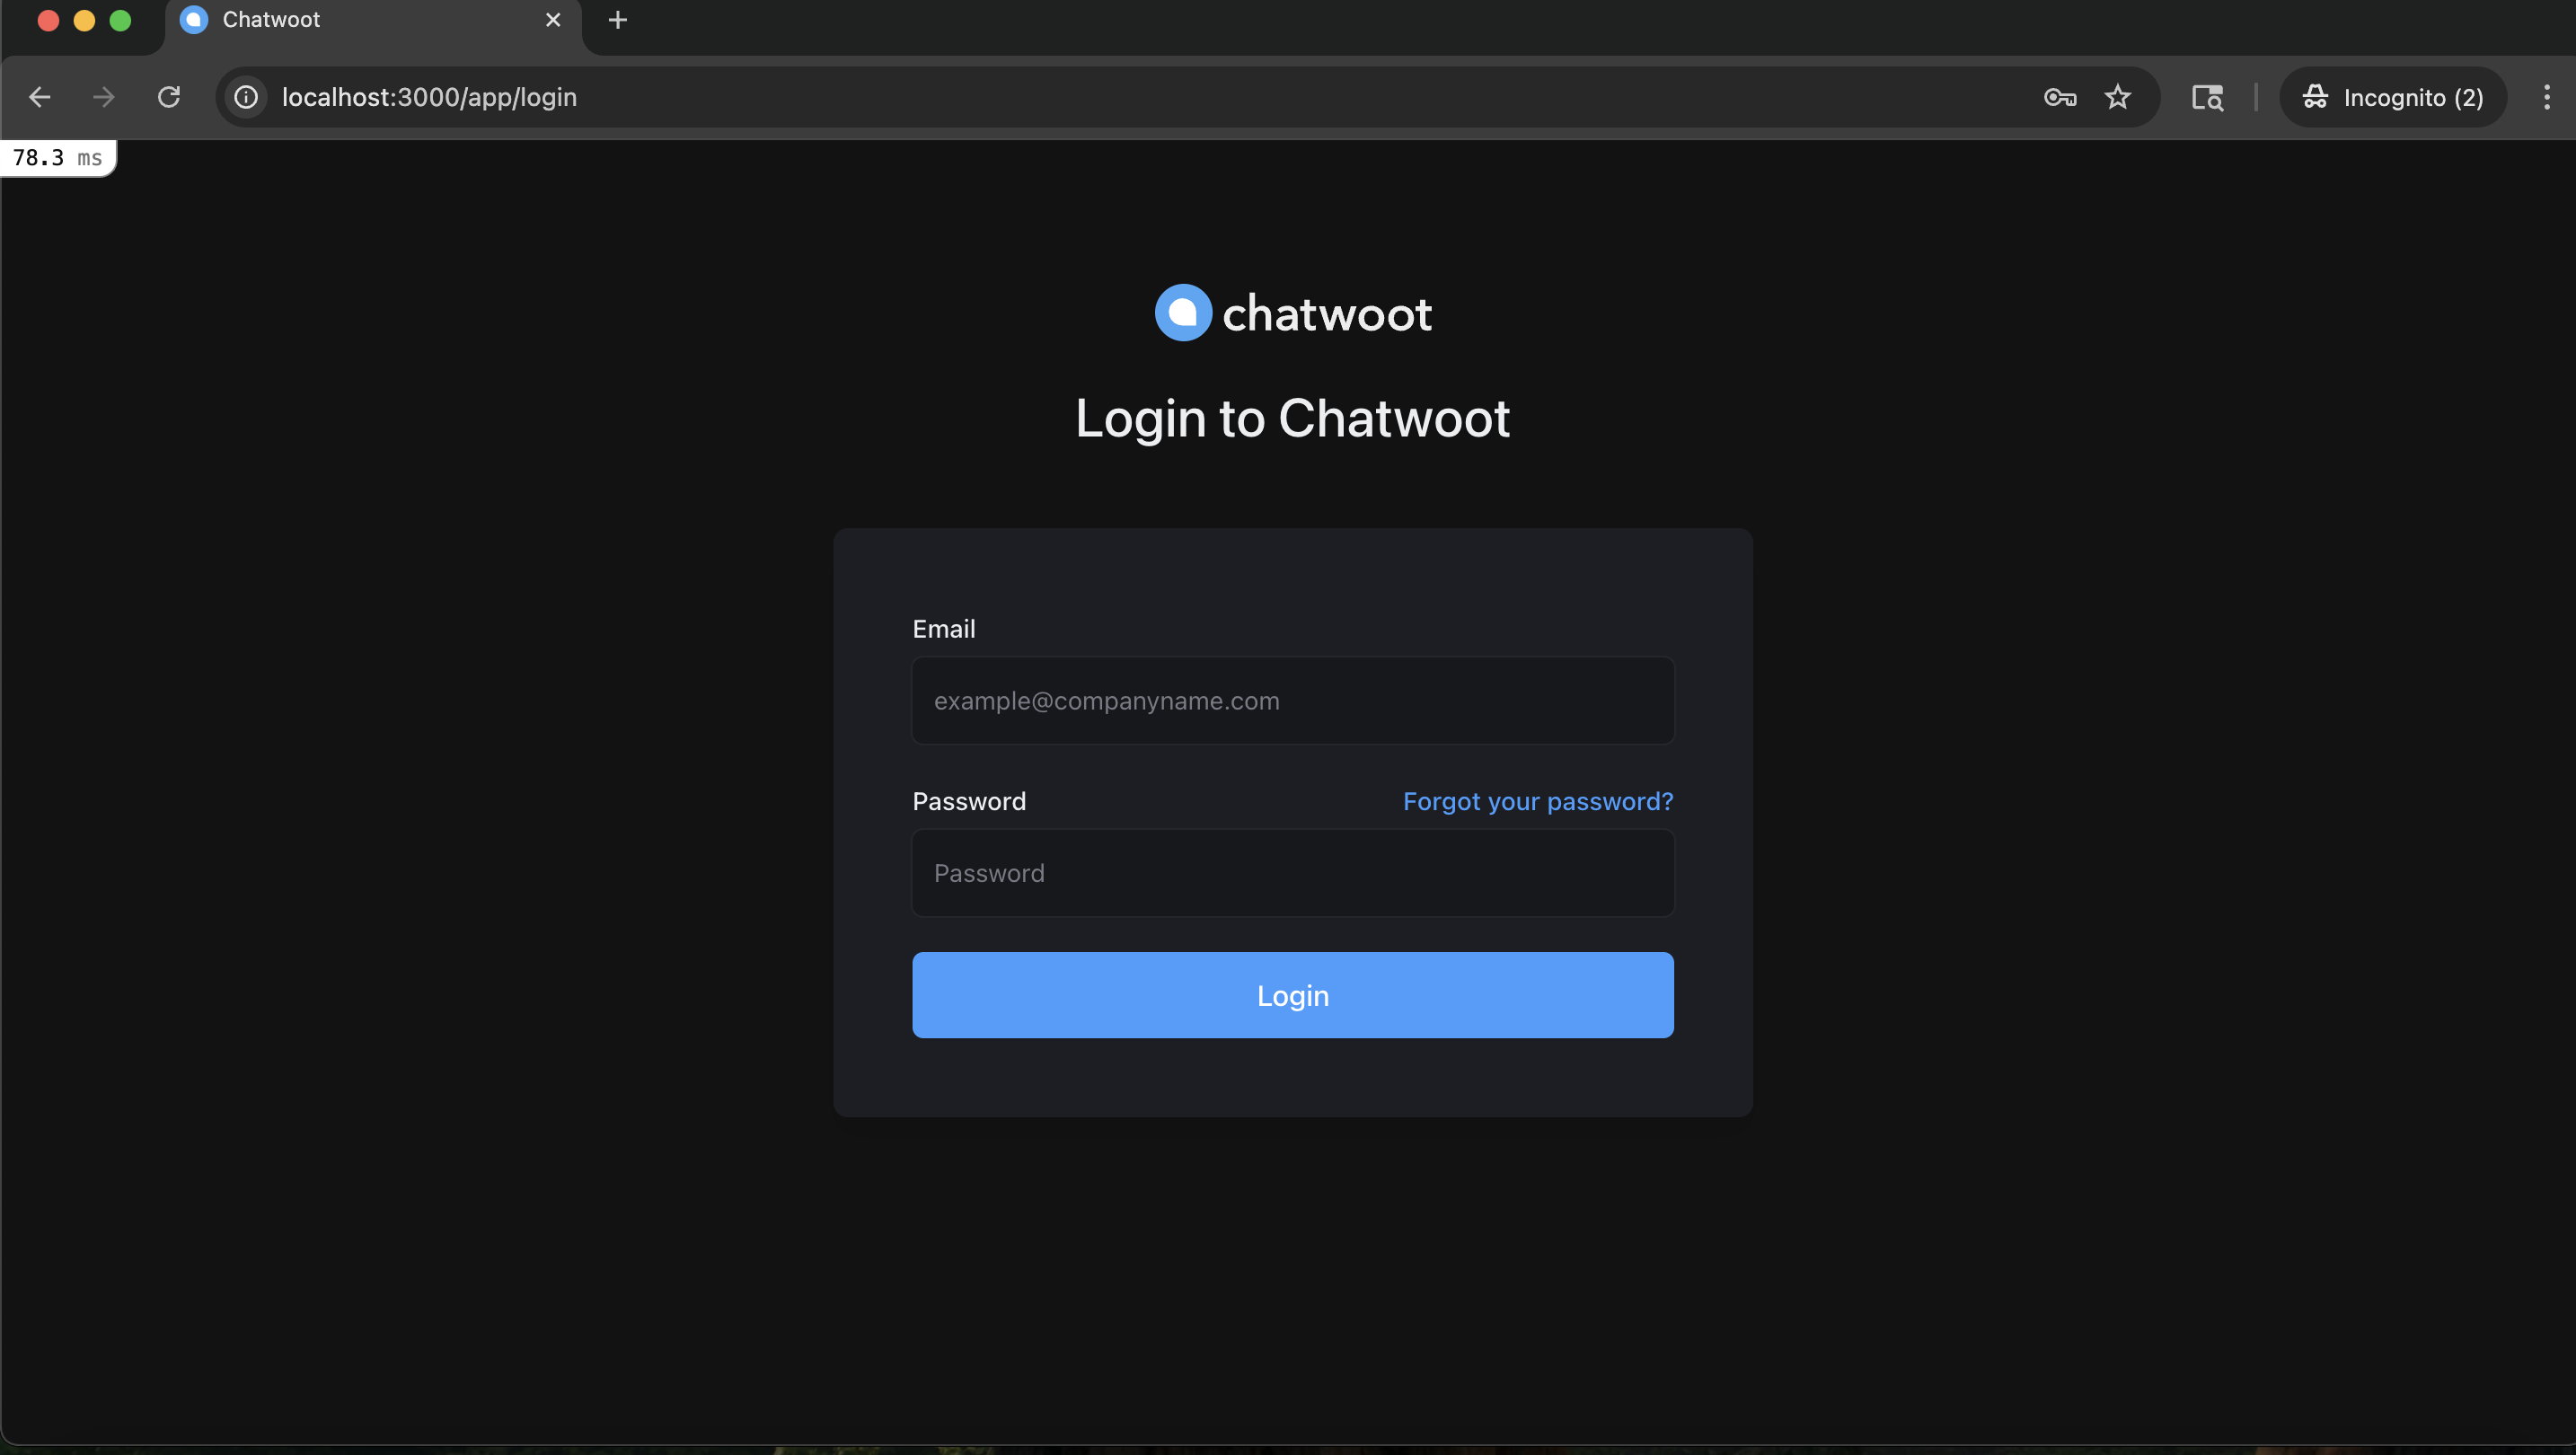 Chatwoot
localhost:3000/app/login
Incognito (2)
78.3 ms
chatwoot
Login to Chatwoot
Email
example@companyname.com
Password Forgot your password?
Password
Login